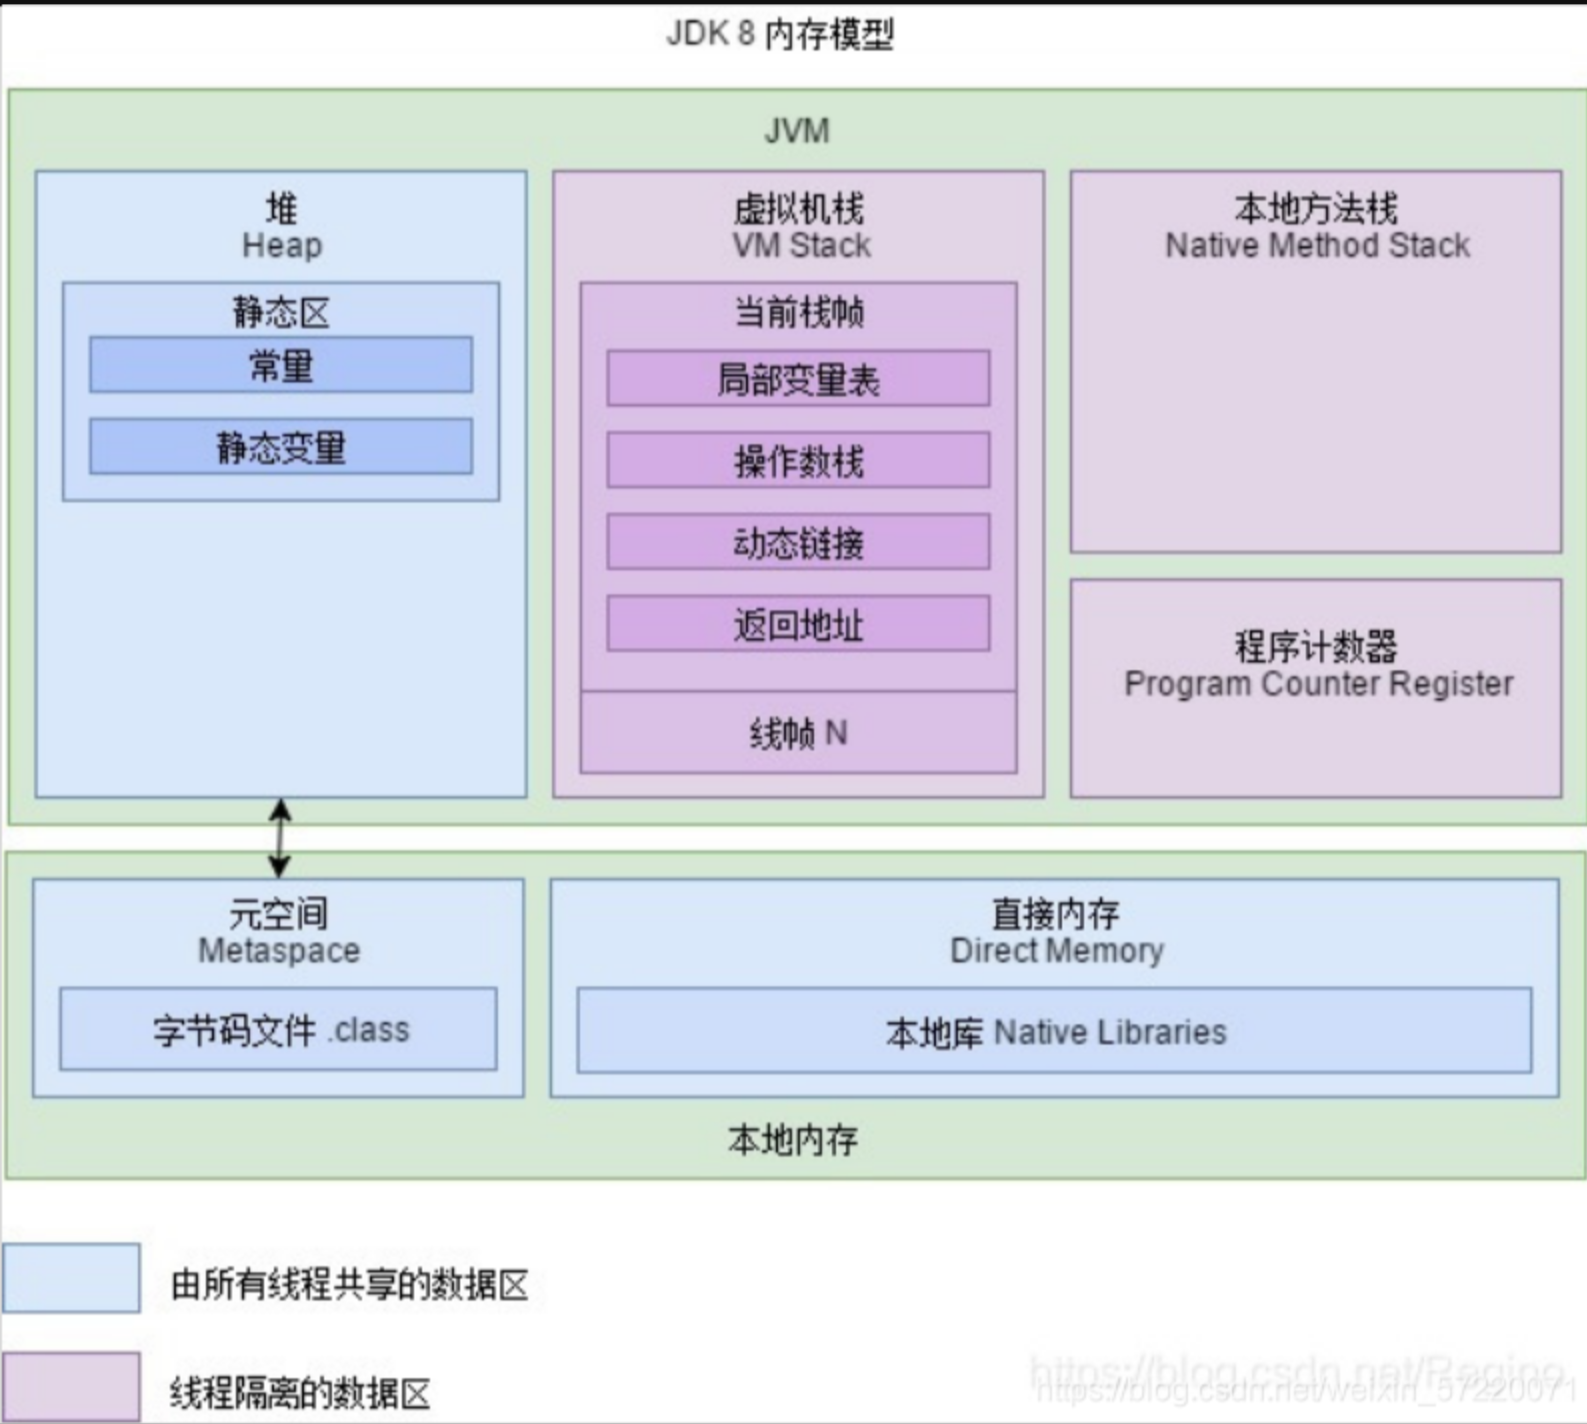 JDK 8 内存模型
JVM
堆
Heap
静态区
常量
静态变量
虚拟机栈
VM Stack
当前栈帧
局部变量表
操作数栈
动态链接
返回地址
线帧 N
本地方法栈
Native Method Stack
程序计数器
Program Counter Register
元空间
Metaspace
字节码文件 .class
直接内存
Direct Memory
本地库 Native Libraries
本地内存
由所有线程共享的数据区
线程隔离的数据区
https://blog.csdn.net/weixin_57220071